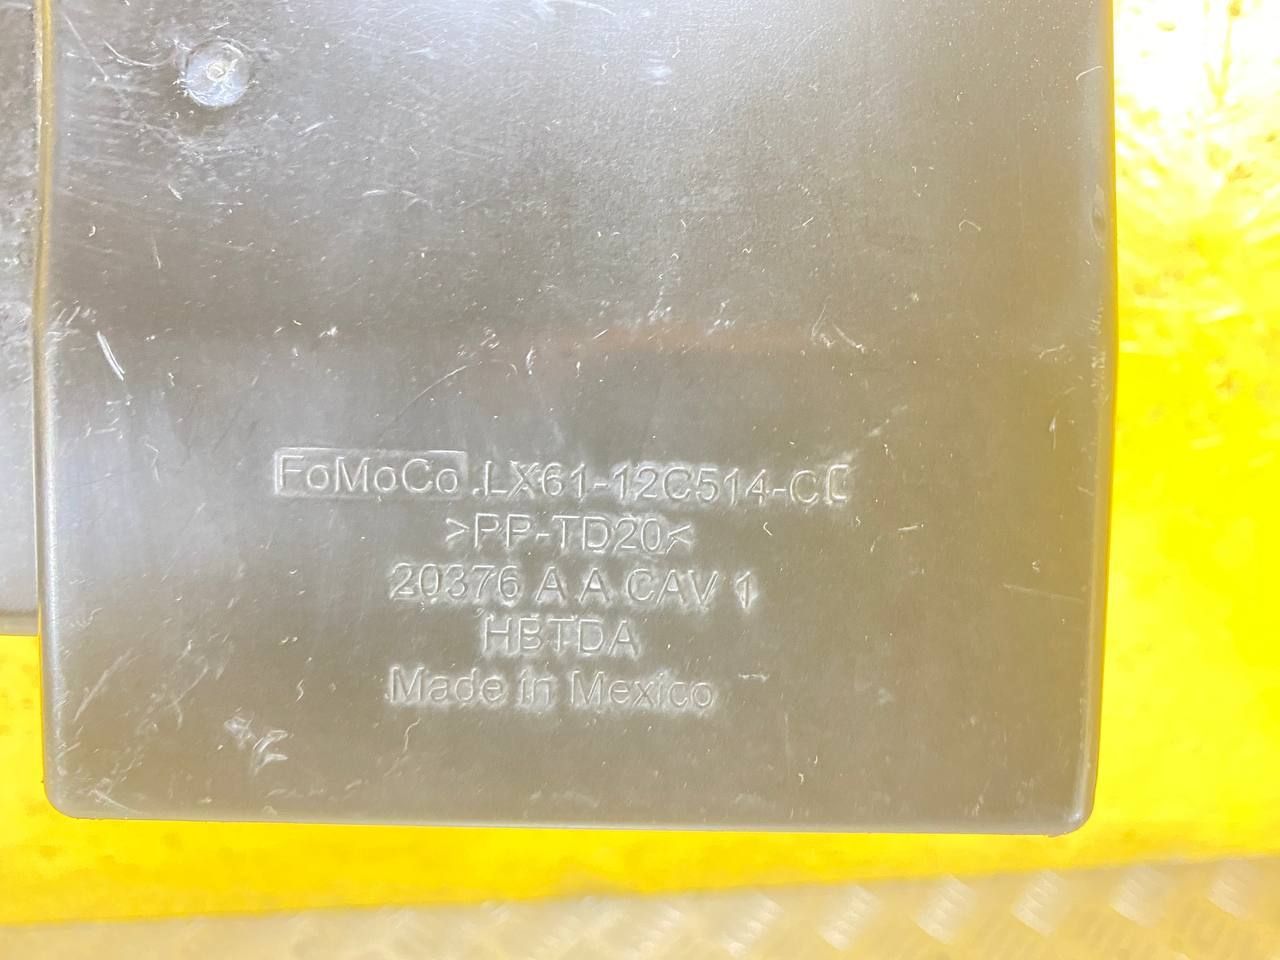 FoMoCo LX61-12C514-CC
>PP-TD20<
20376 A A CAV 1
HBTDA
Made in Mexico